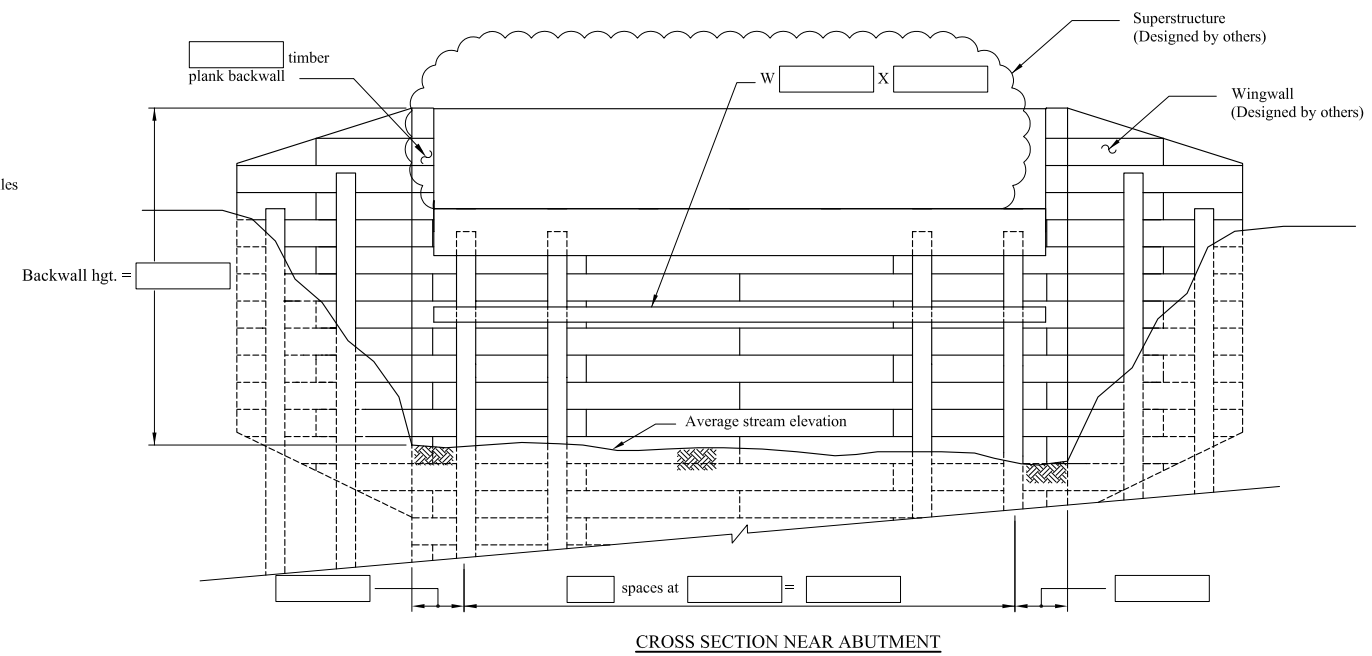 Superstructure
(Designed by others)
timber
plank backwall
W X
Wingwall
(Designed by others)
les
Backwall hgt. =
Average stream elevation
spaces at =
CROSS SECTION NEAR ABUTMENT